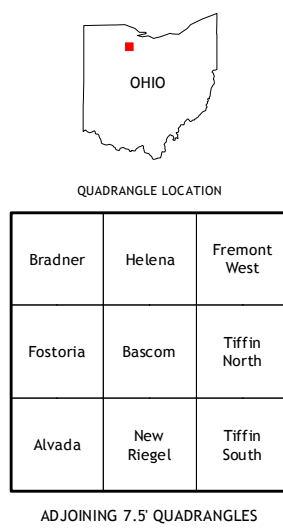 OHIO
QUADRANGLE LOCATION
Bradner
Helena
Fremont
West
Fostoria
Bascom
Tiffin
North
Alvada
New
Riegel
Tiffin
South
ADJOINING 7.5' QUADRANGLES